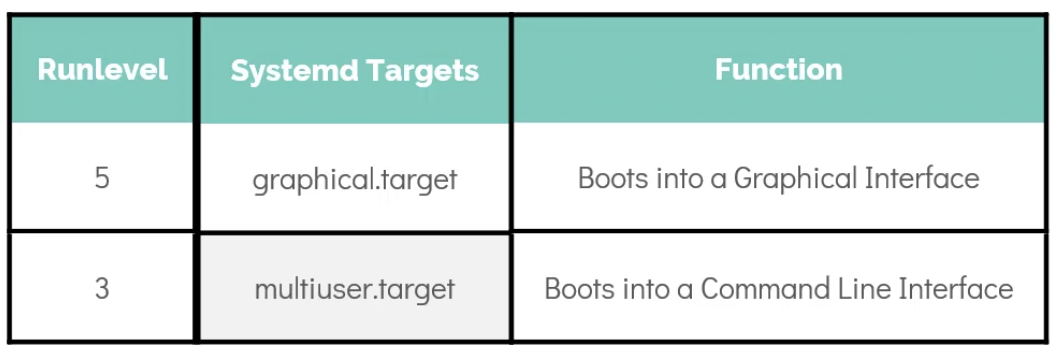 Runlevel Systemd Targets Function
5 graphical.target Boots into a Graphical Interface
3 multiuser.target Boots into a Command Line Interface